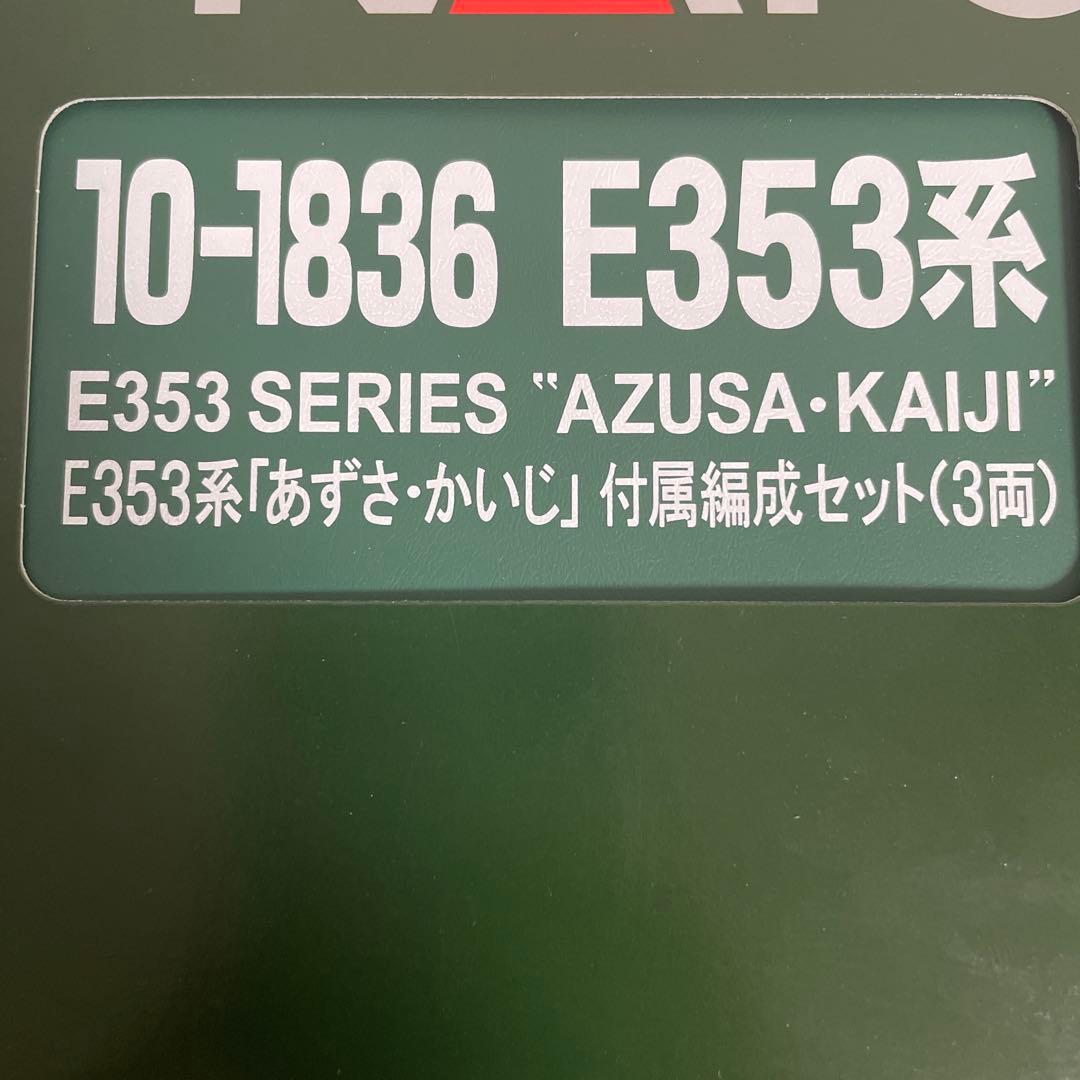 10-1836 E353系
E353 SERIES “AZUSA・KAIJI”
E353系「あずさ・かいじ」 付属編成セット(3両)